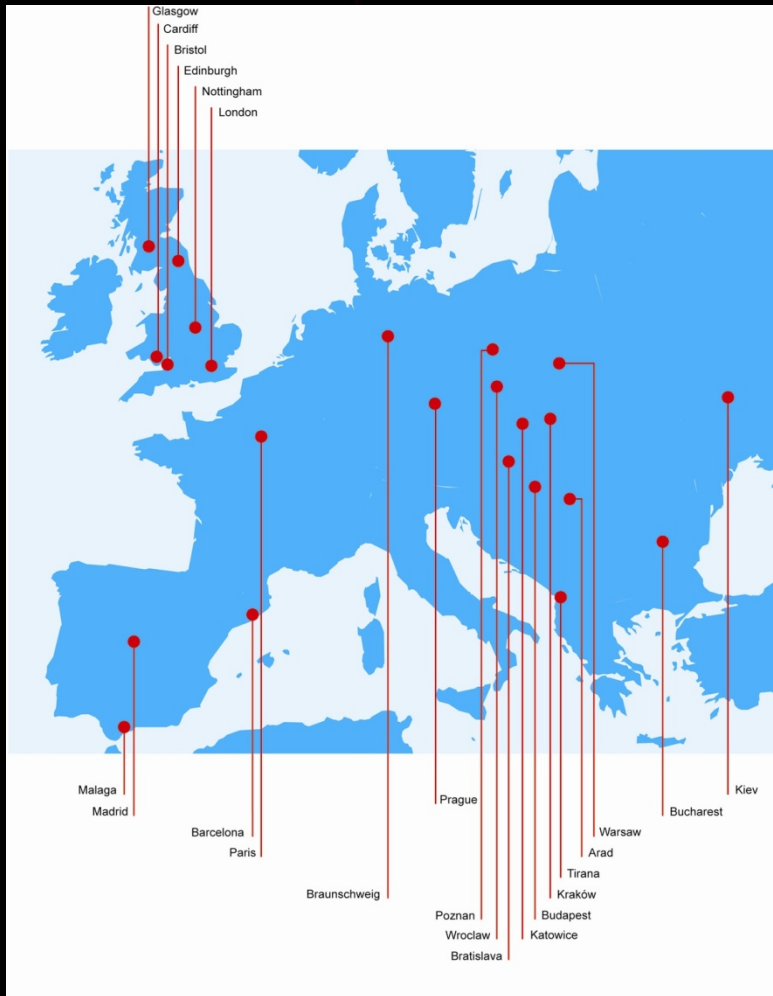 Glasgow
Cardiff
Bristol
Edinburgh
Nottingham
London
Malaga
Madrid
Barcelona
Paris
Braunschweig
Prague
Poznan
Wroclaw
Bratislava
Katowice
Budapest
Kraków
Tirana
Arad
Warsaw
Bucharest
Kiev